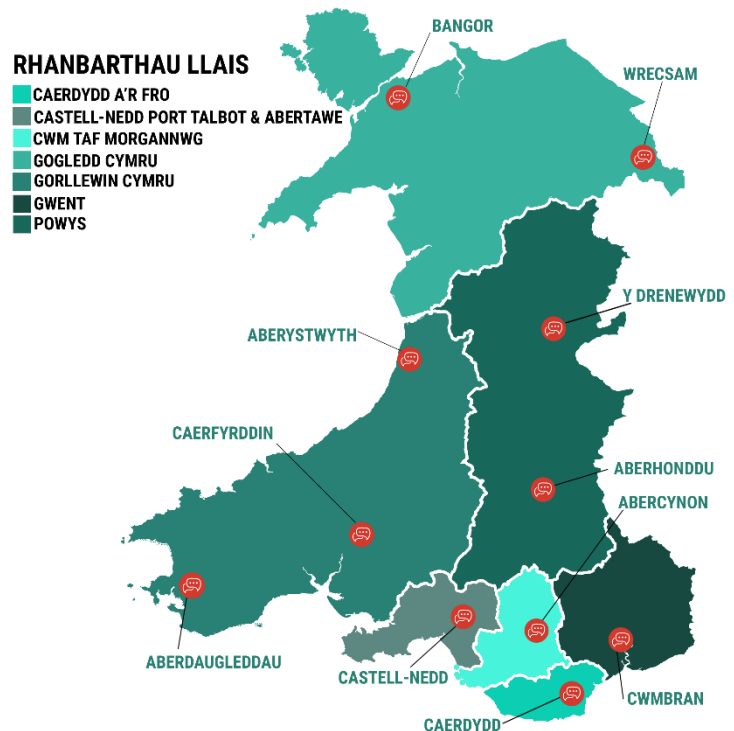 BANGOR
RHANBARTHAU LLAIS
WRECSAM
CAERDYDD A'R FRO
CASTELL-NEDD PORT TALBOT & ABERTAWE
CWM TAF MORGANNWG
GOGLEDD CYMRU
GORLLEWIN CYMRU
GWENT
POWYS
Y DRENEWYDD
ABERYSTWYTH
CAERFYRDDIN
ABERHONDDU
ABERCYNON
ABERDAUGLEDDAU
CASTELL-NEDD
CWMBRAN
CAERDYDD